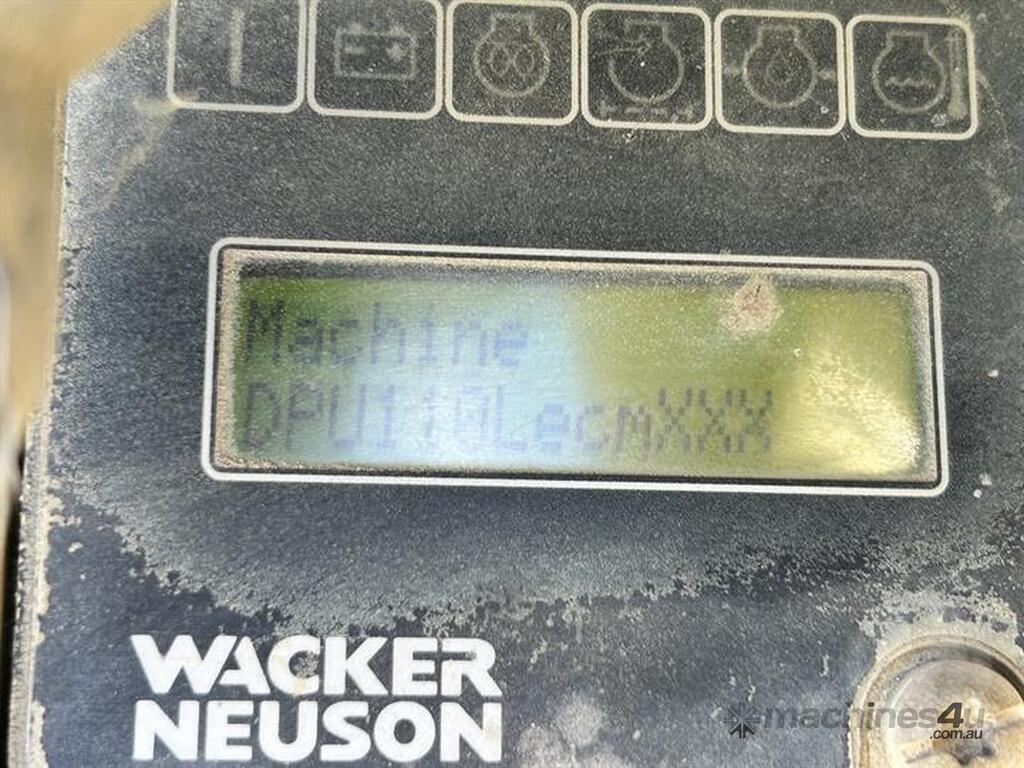 Machine
DPU110LecmXXX
WACKER
NEUSON
machines4u
.com.au